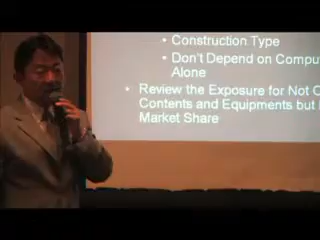 • Construction Type
• Don't Depend on Compu
Alone
• Review the Exposure for Not O
Contents and Equipments but
Market Share